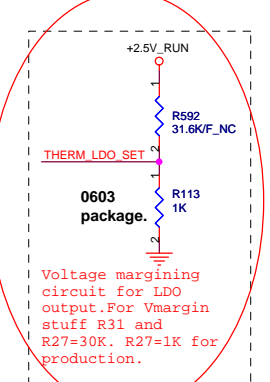 +2.5V_RUN
1
R592
31.6K/F_NC
2
THERM_LDO_SET
1
0603
package.
R113
1K
2
Voltage margining
circuit for LDO
output.For Vmargin
stuff R31 and
R27=30K. R27=1K for
production.